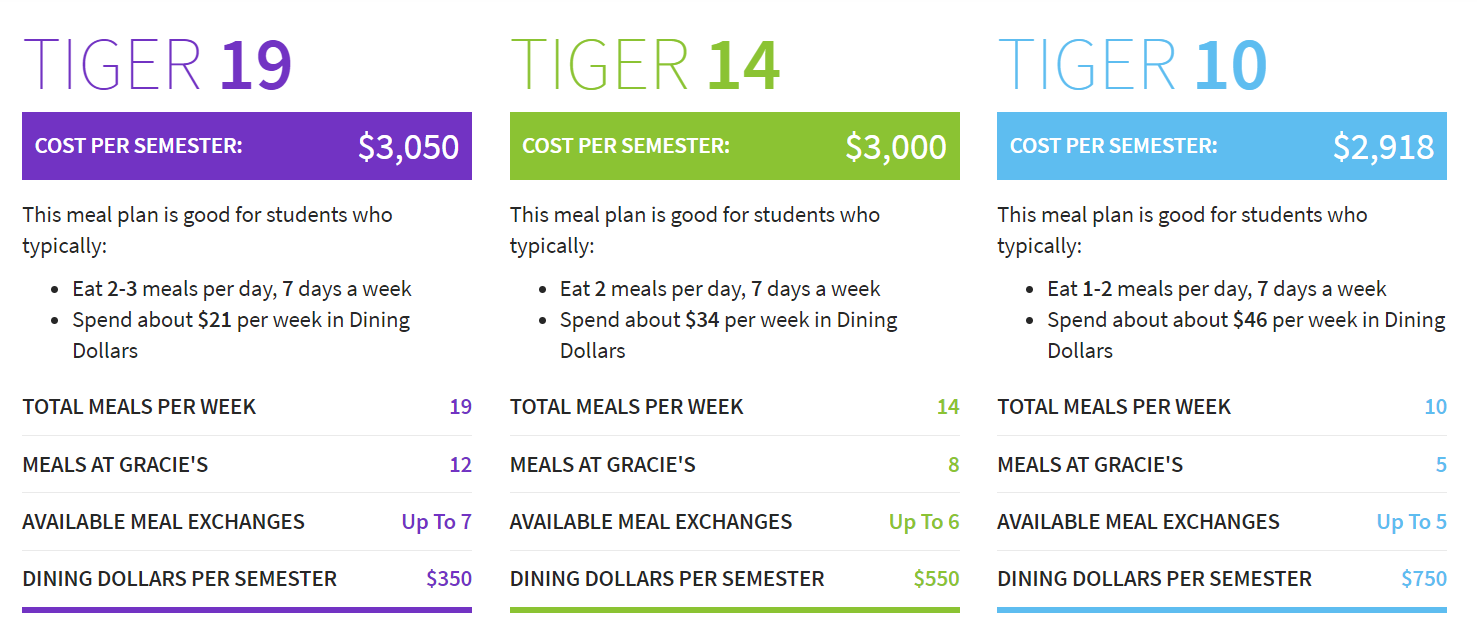 TIGER 19
COST PER SEMESTER: $3,050
This meal plan is good for students who
typically:
• Eat 2-3 meals per day, 7 days a week
• Spend about $21 per week in Dining
Dollars
TOTAL MEALS PER WEEK 19
MEALS AT GRACIE'S 12
AVAILABLE MEAL EXCHANGES Up To 7
DINING DOLLARS PER SEMESTER $350
TIGER 14
COST PER SEMESTER: $3,000
This meal plan is good for students who
typically:
• Eat 2 meals per day, 7 days a week
• Spend about $34 per week in Dining
Dollars
TOTAL MEALS PER WEEK 14
MEALS AT GRACIE'S 8
AVAILABLE MEAL EXCHANGES Up To 6
DINING DOLLARS PER SEMESTER $550
TIGER 10
COST PER SEMESTER: $2,918
This meal plan is good for students who
typically:
• Eat 1-2 meals per day, 7 days a week
• Spend about about $46 per week in Dining
Dollars
TOTAL MEALS PER WEEK 10
MEALS AT GRACIE'S 5
AVAILABLE MEAL EXCHANGES Up To 5
DINING DOLLARS PER SEMESTER $750